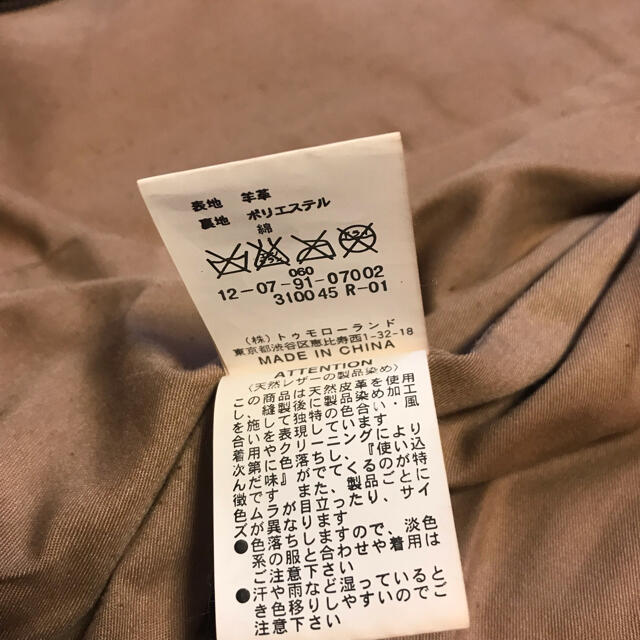 表地 羊革
裏地 ポリエステル
綿
060
12-07-91-07002
310045 R-01
(株)トゥモローランド
東京都渋谷区恵比寿西1-32-18
MADE IN CHINA
ATTENTION
〈天然レザーの製品染め〉
この商品は天然皮革を使用
し縫製後に製品染め加工
を施し独特の色合い・風
合い表現しています
着用やクリーニングにより
次第に色落ちし、『使い込
んだ味』がでてくるのが特
徴です。また、製品ごとに
色ムラが目立ったり、サイ
ズが異なります
●色落ちしますので、淡色
系の服と合わせや着用は
ご注意下さい
●汗や雨など湿っていると
色移りしやすいのでご
注意下さい